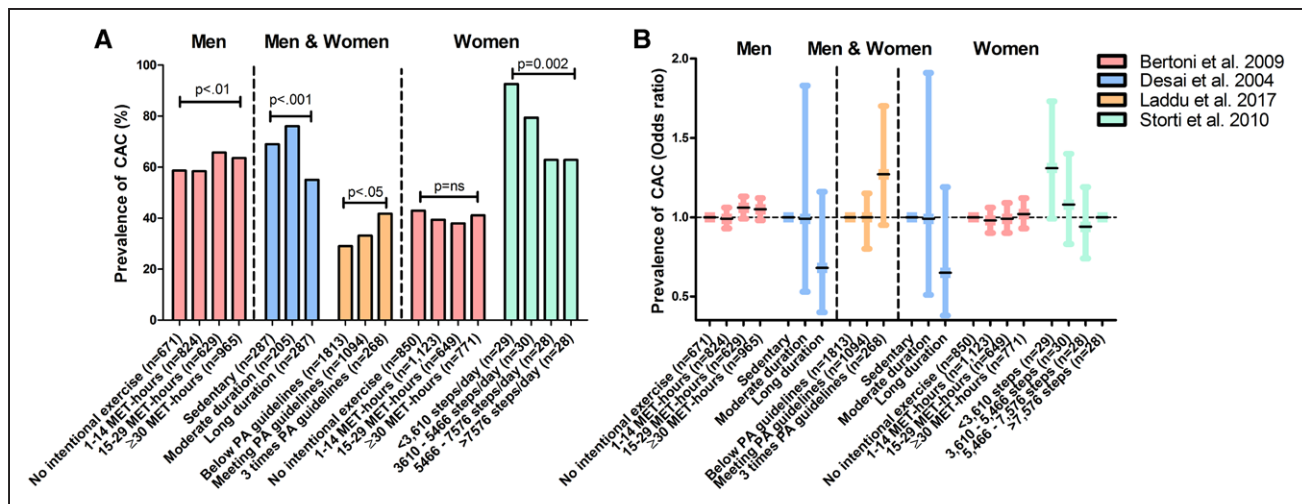 A
Men
Men & Women
Women
Prevalence of CAC (%)
100
80
60
40
20
0
p<.01
p<.001
p<.05
p=ns
p=0.002
No intentional exercise (n=671)
1-14 MET-hours (n=824)
15-29 MET-hours (n=629)
≥30 MET-hours (n=965)
Sedentary (n=287)
Moderate duration (n=205)
Long duration (n=287)
Below PA guidelines (n=1813)
Meeting PA guidelines (n=1094)
3 times PA guidelines (n=268)
No intentional exercise (n=850)
1-14 MET-hours (n=1,123)
15-29 MET-hours (n=649)
≥30 MET-hours (n=771)
<3,610 steps/day (n=29)
3610 - 5466 steps/day (n=30)
5466 - 7576 steps/day (n=28)
>7576 steps/day (n=28)
B
Men
Men & Women
Women
Prevalence of CAC (Odds ratio)
2.0
1.5
1.0
0.5
No intentional exercise (n=671)
1-14 MET-hours (n=824)
15-29 MET-hours (n=629)
≥30 MET-hours (n=965)
Sedentary
Moderate duration
Long duration
Below PA guidelines (n=1813)
Meeting PA guidelines (n=1094)
3 times PA guidelines (n=268)
Sedentary
Moderate duration
Long duration
No intentional exercise (n=850)
1-14 MET-hours (n=1,123)
15-29 MET-hours (n=649)
≥30 MET-hours (n=771)
<3,610 steps (n=29)
3,610 - 5,466 steps (n=30)
5,466 - 7,576 steps (n=28)
>7,576 steps (n=28)
Bertoni et al. 2009
Desai et al. 2004
Laddu et al. 2017
Storti et al. 2010